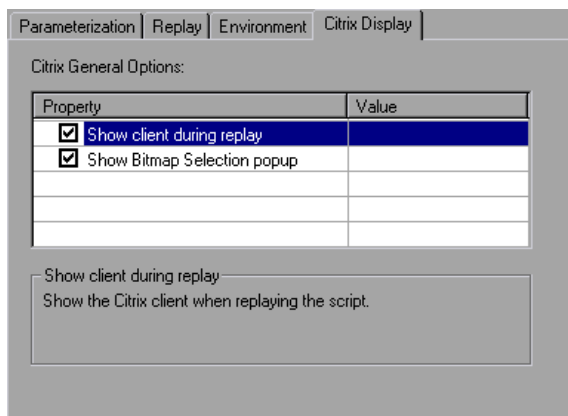 Parameterization Replay Environment Citrix Display
Citrix General Options:
Property Value
Show client during replay
Show Bitmap Selection popup
Show client during replay
Show the Citrix client when replaying the script.